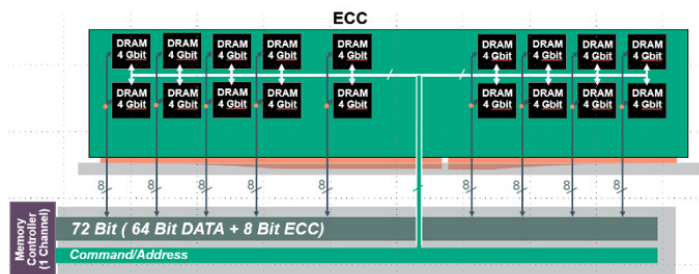 ECC
DRAM DRAM DRAM DRAM DRAM DRAM DRAM DRAM DRAM
4 Gbit 4 Gbit 4 Gbit 4 Gbit 4 Gbit 4 Gbit 4 Gbit 4 Gbit 4 Gbit
DRAM DRAM DRAM DRAM DRAM DRAM DRAM DRAM DRAM
4 Gbit 4 Gbit 4 Gbit 4 Gbit 4 Gbit 4 Gbit 4 Gbit 4 Gbit 4 Gbit
8 8 8 8 8 8 8 8 8
Memory
Controller
(1 Channel)
72 Bit ( 64 Bit DATA + 8 Bit ECC)
Command/Address